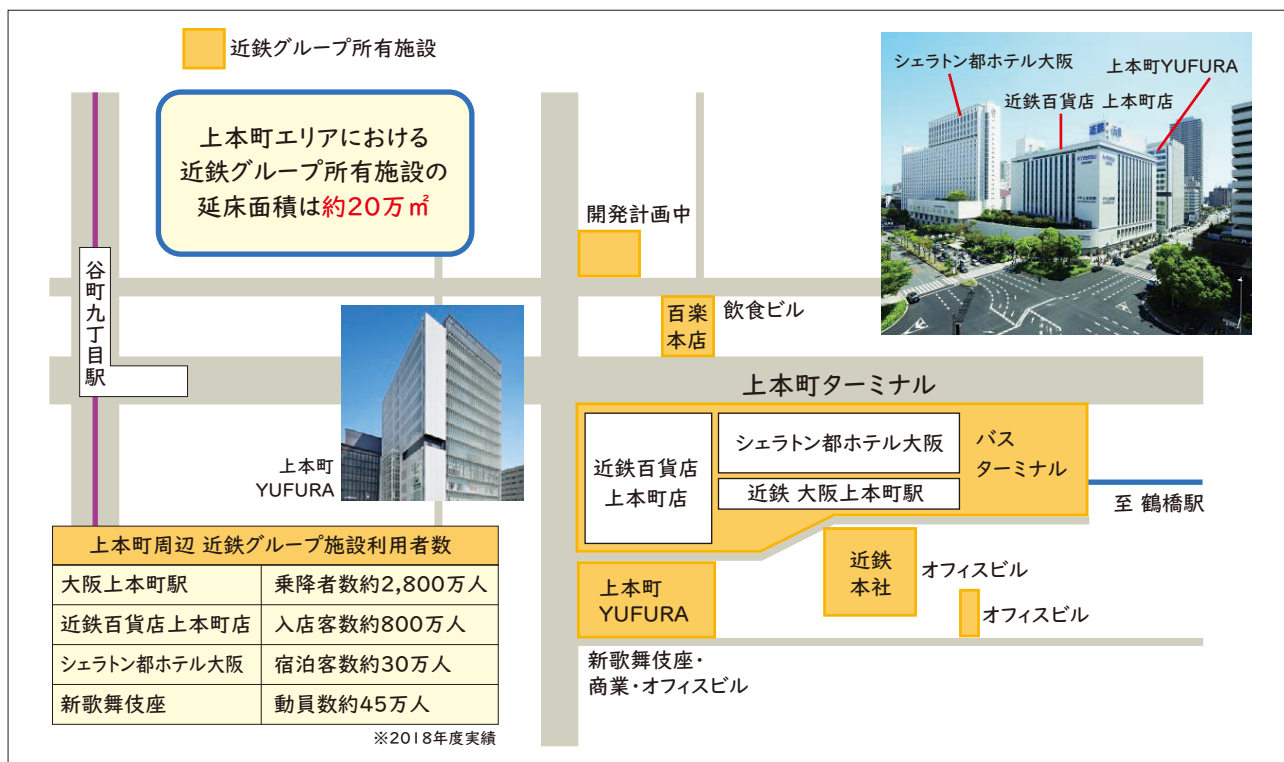 近鉄グループ所有施設
上本町エリアにおける
近鉄グループ所有施設の
延床面積は約20万㎡
シェラトン都ホテル大阪
上本町YUFURA
近鉄百貨店 上本町店
開発計画中
谷町九丁目駅
百楽
本店
飲食ビル
上本町ターミナル
近鉄百貨店
上本町店
シェラトン都ホテル大阪
近鉄 大阪上本町駅
バス
ターミナル
至 鶴橋駅
上本町
YUFURA
近鉄
本社
オフィスビル
オフィスビル
上本町
YUFURA
新歌舞伎座・
商業・オフィスビル
上本町周辺 近鉄グループ施設利用者数
大阪上本町駅 乗降者数約2,800万人
近鉄百貨店上本町店 入店客数約800万人
シェラトン都ホテル大阪 宿泊客数約30万人
新歌舞伎座 動員数約45万人
※2018年度実績